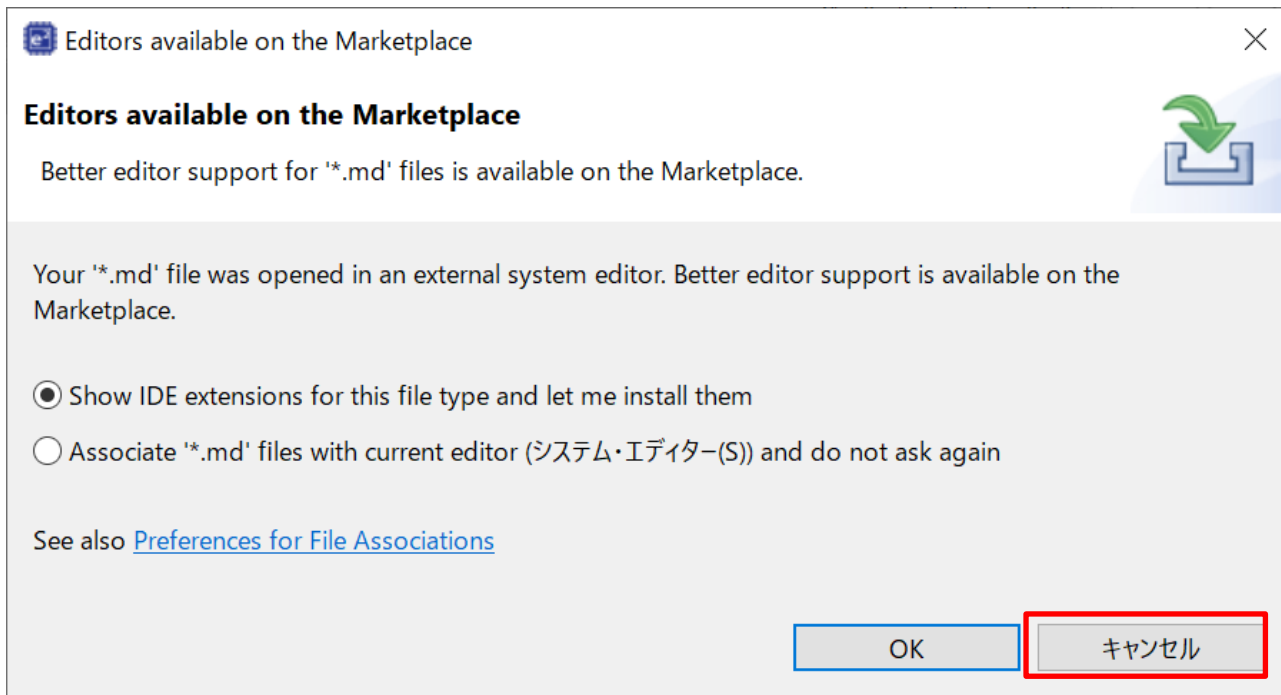 Editors available on the Marketplace
Editors available on the Marketplace
Better editor support for '*.md' files is available on the Marketplace.
Your '*.md' file was opened in an external system editor. Better editor support is available on the
Marketplace.
Show IDE extensions for this file type and let me install them
Associate '*.md' files with current editor (システム・エディター(S)) and do not ask again
See also Preferences for File Associations
OK
キャンセル